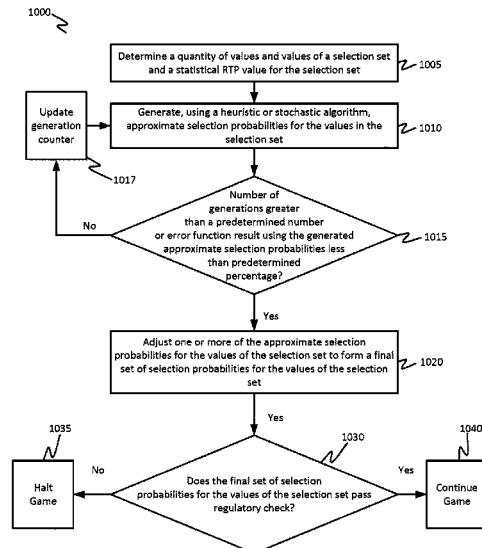 1000
Determine a quantity of values and values of a selection set
and a statistical RTP value for the selection set
1005
Update
generation
counter
1017
Generate, using a heuristic or stochastic algorithm,
approximate selection probabilities for the values in the
selection set
1010
Number of
generations greater
than a predetermined number
or error function result using the generated
approximate selection probabilities less
than predetermined
percentage?
1015
No
Yes
Adjust one or more of the approximate selection
probabilities for the values of the selection set to form a final
set of selection probabilities for the values of the selection
set
1020
Yes
1030
Does the final set of selection
probabilities for the values of the selection set pass
regulatory check?
No
1035
Halt
Game
Yes
1040
Continue
Game